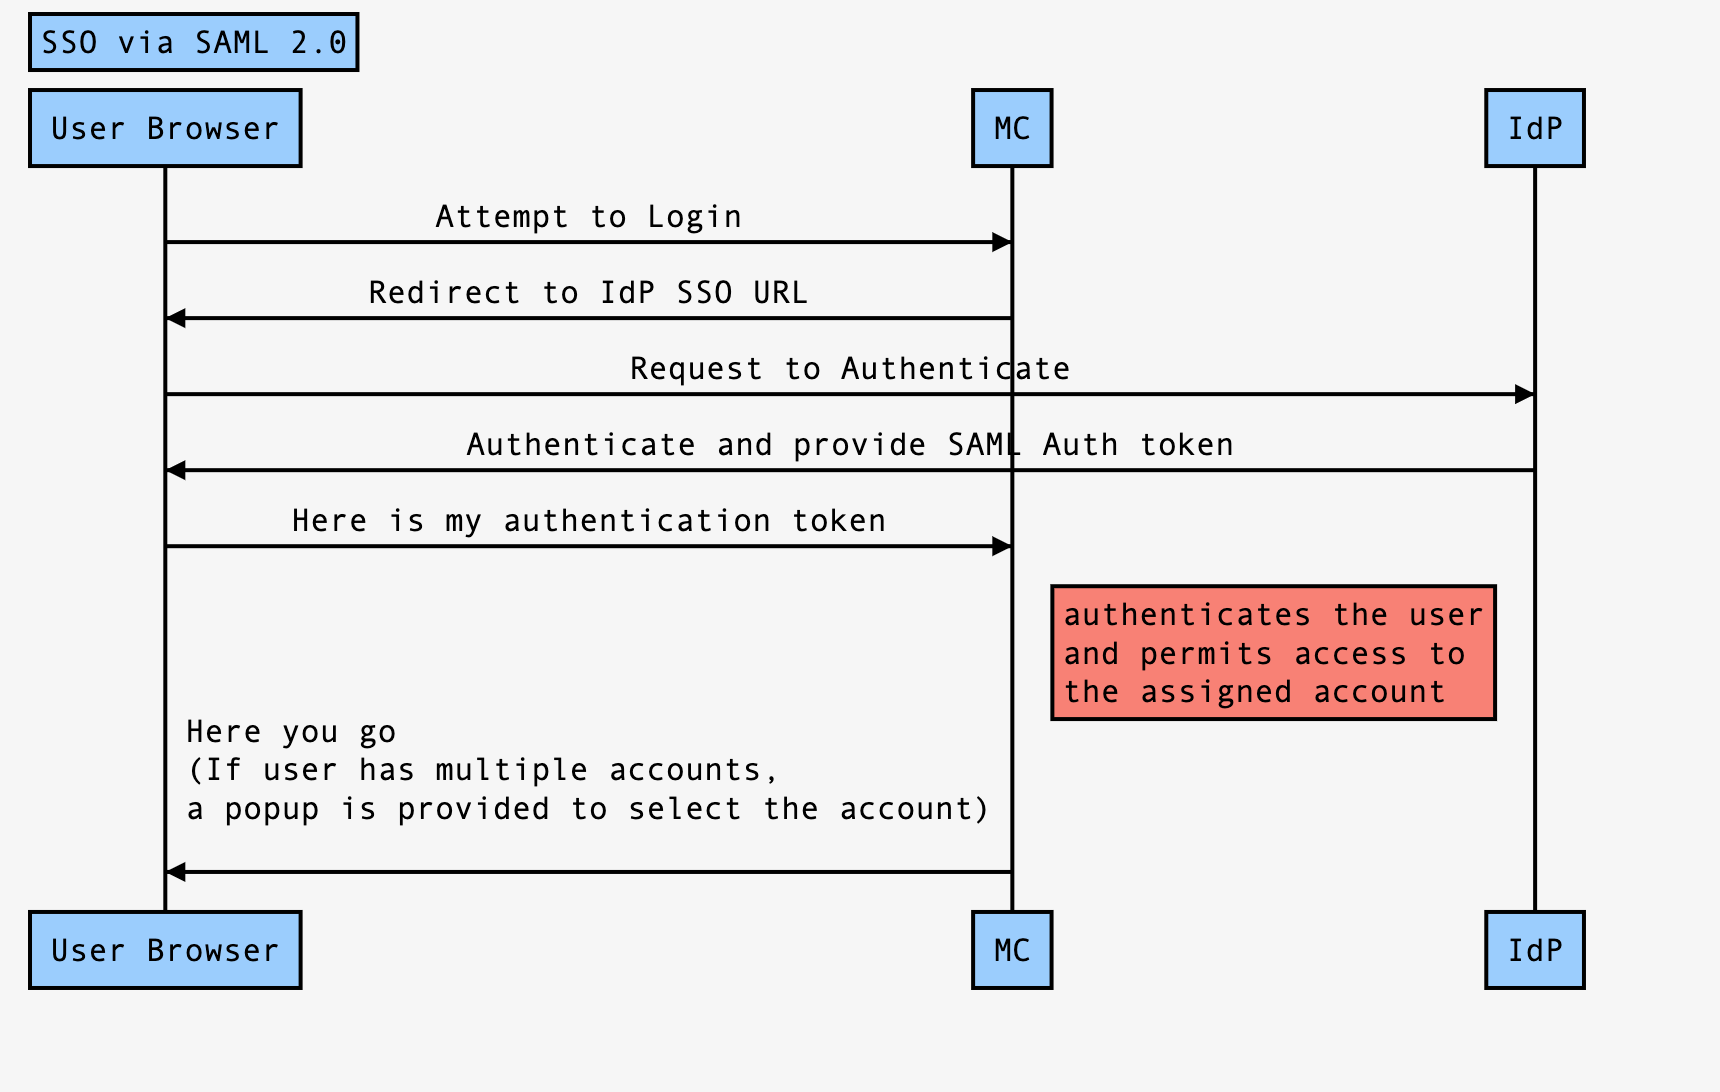 SSO via SAML 2.0
User Browser
MC
IdP
Attempt to Login
Redirect to IdP SSO URL
Request to Authenticate
Authenticate and provide SAML Auth token
Here is my authentication token
authenticates the user
and permits access to
the assigned account
Here you go
(If user has multiple accounts,
a popup is provided to select the account)
User Browser
MC
IdP